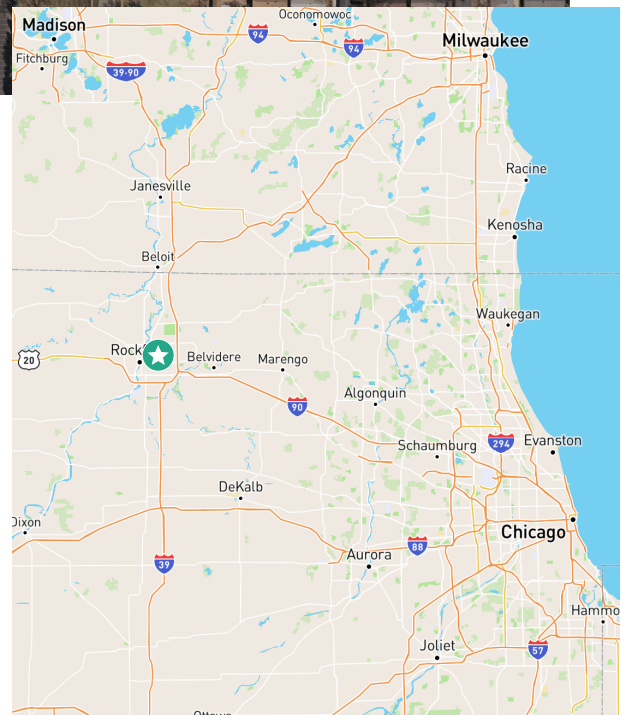 Oconomowoc
Madison
94
Milwaukee
94
Fitchburg
39-90
Racine
Janesville
Kenosha
Beloit
Waukegan
20
Belvidere
Marengo
Algonquin
90
Schaumburg
294
Evanston
DeKalb
Dixon
Chicago
88
Aurora
39
Hammo
Joliet
57